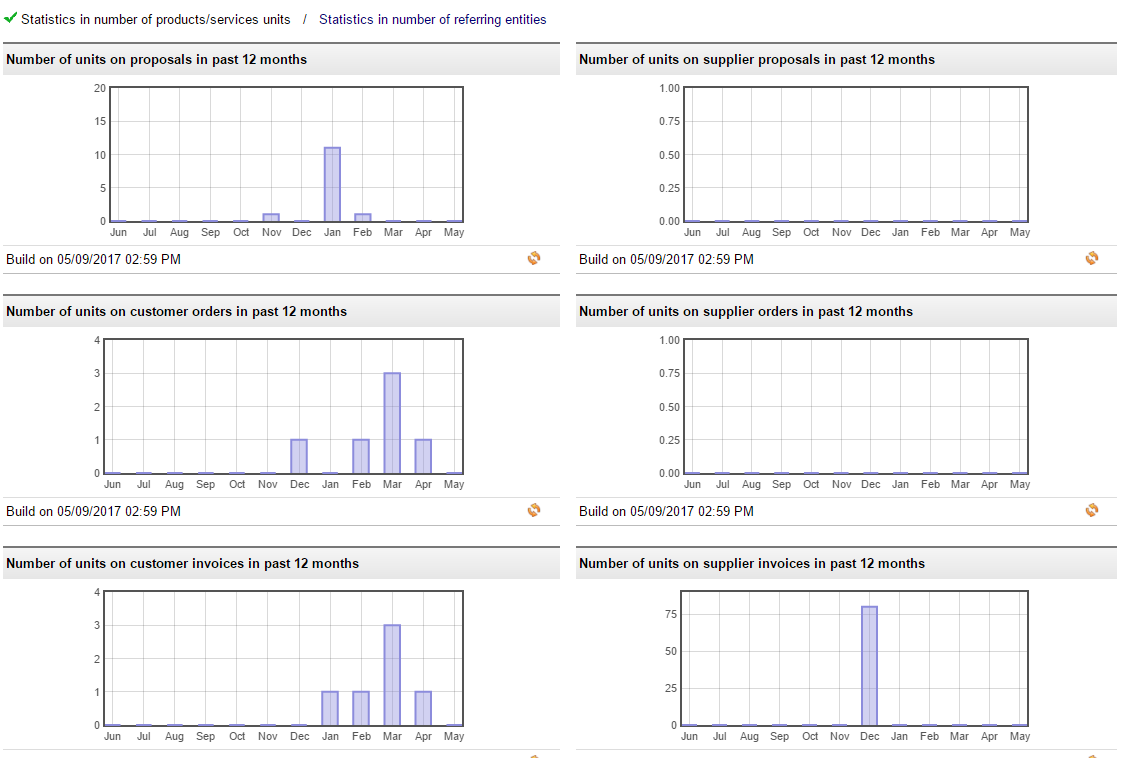 Statistics in number of products/services units / Statistics in number of referring entities
Number of units on proposals in past 12 months
20
15
10
5
0
Jun Jul Aug Sep Oct Nov Dec Jan Feb Mar Apr May
Build on 05/09/2017 02:59 PM
Number of units on supplier proposals in past 12 months
1.00
0.75
0.50
0.25
0.00
Jun Jul Aug Sep Oct Nov Dec Jan Feb Mar Apr May
Build on 05/09/2017 02:59 PM
Number of units on customer orders in past 12 months
4
3
2
1
0
Jun Jul Aug Sep Oct Nov Dec Jan Feb Mar Apr May
Build on 05/09/2017 02:59 PM
Number of units on supplier orders in past 12 months
1.00
0.75
0.50
0.25
0.00
Jun Jul Aug Sep Oct Nov Dec Jan Feb Mar Apr May
Build on 05/09/2017 02:59 PM
Number of units on customer invoices in past 12 months
4
3
2
1
0
Jun Jul Aug Sep Oct Nov Dec Jan Feb Mar Apr May
Number of units on supplier invoices in past 12 months
75
50
25
0
Jun Jul Aug Sep Oct Nov Dec Jan Feb Mar Apr May